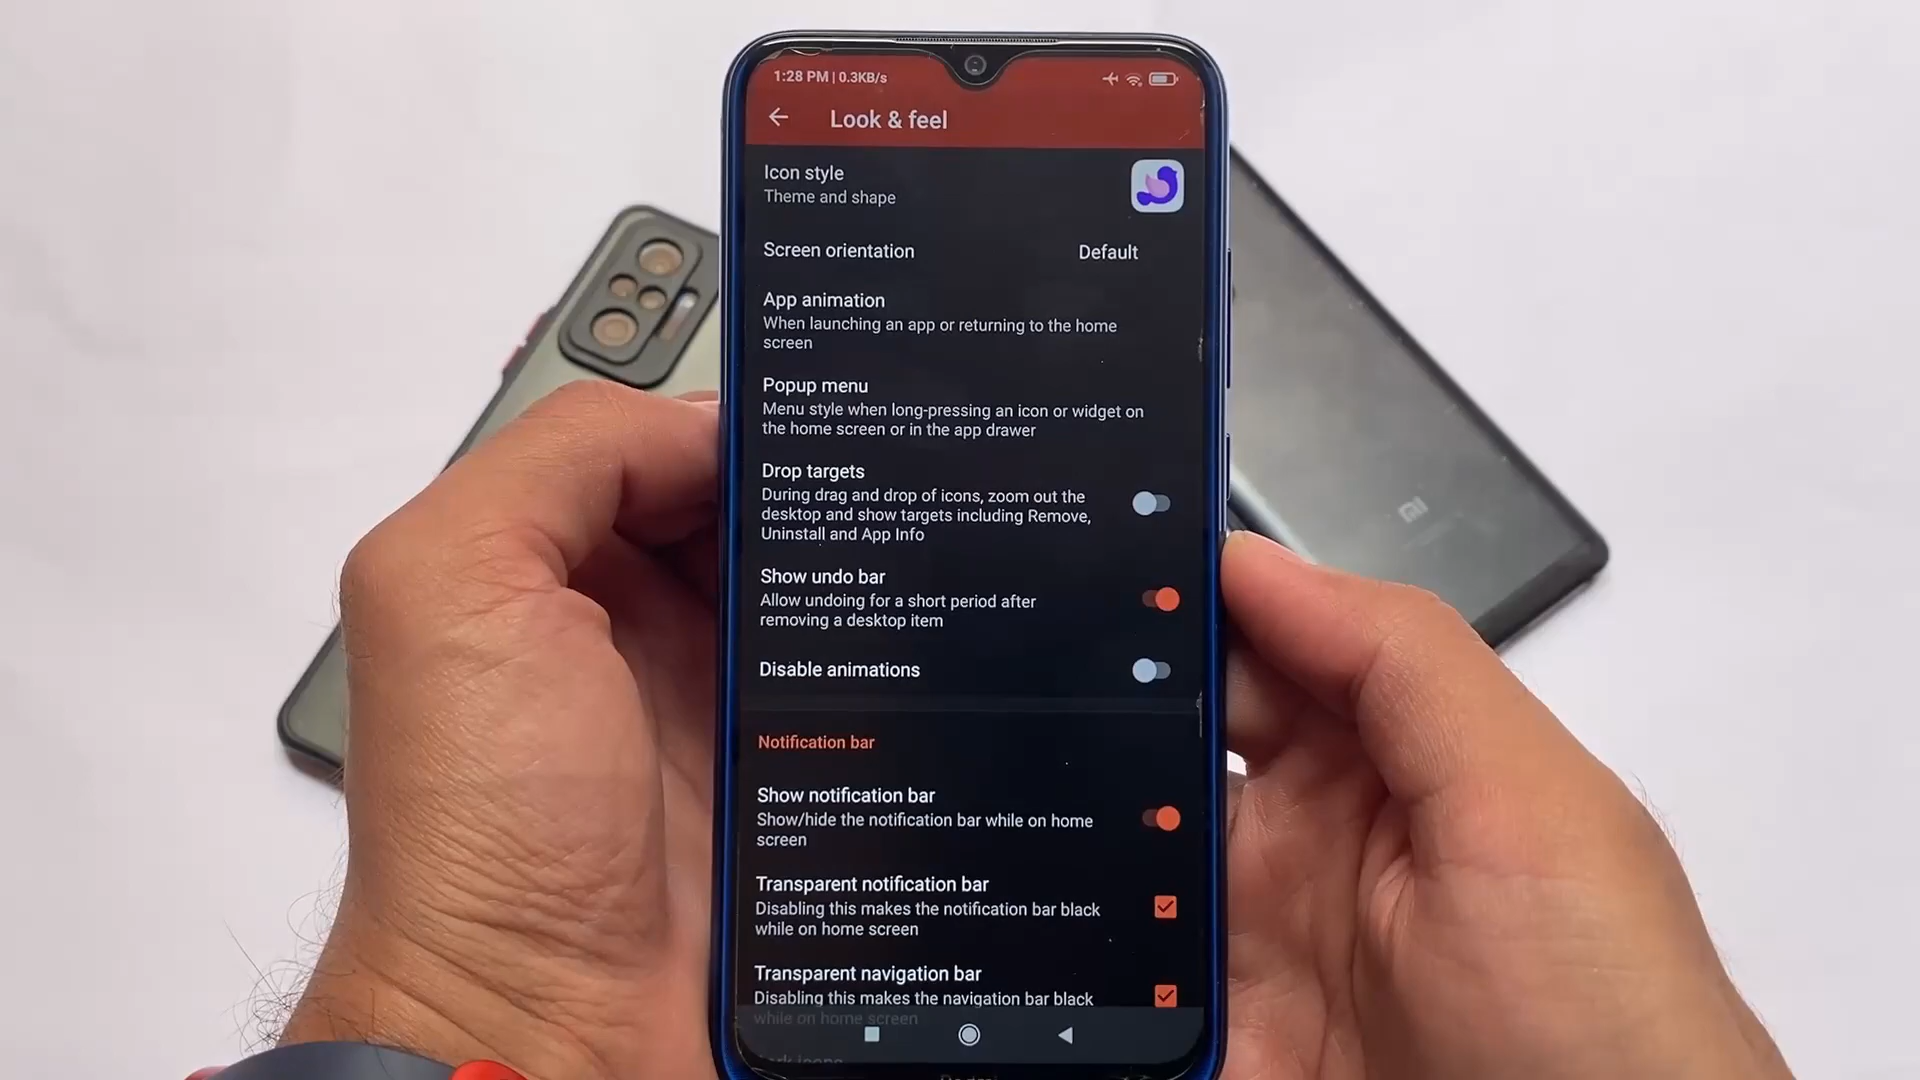 1:28 PM | 0.3KB/s
Look & feel
Icon style
Theme and shape
Screen orientation
Default
App animation
When launching an app or returning to the home
screen
Popup menu
Menu style when long-pressing an icon or widget on
the home screen or in the app drawer
Drop targets
During drag and drop of icons, zoom out the
desktop and show targets including Remove,
Uninstall and App Info
Show undo bar
Allow undoing for a short period after
removing a desktop item
Disable animations
Notification bar
Show notification bar
Show/hide the notification bar while on home
screen
Transparent notification bar
Disabling this makes the notification bar black
while on home screen
Transparent navigation bar
Disabling this makes the navigation bar black
while on home screen
mi